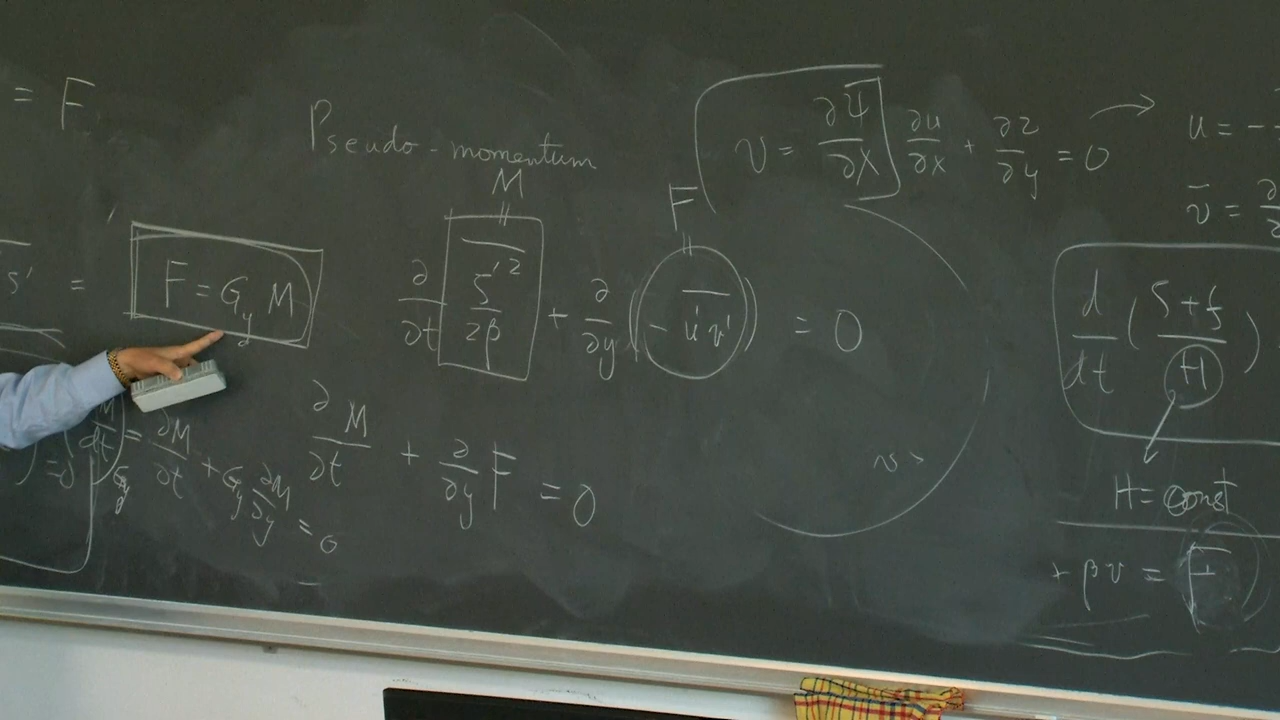 = F
Pseudo-momentum
v = ∂Ψ/∂x
∂u/∂x + ∂v/∂y = 0 → u = -
v̄ = ∂
s' = F = G_y M
M
∂/∂t ζ'²/2β + ∂/∂y (-u'v') = 0
F
d/dt ( ζ+f / H )
H = const
+ βv = F
∂M/∂t + ∂/∂y F = 0
= ∂M/∂t + G_y ∂M/∂y = 0